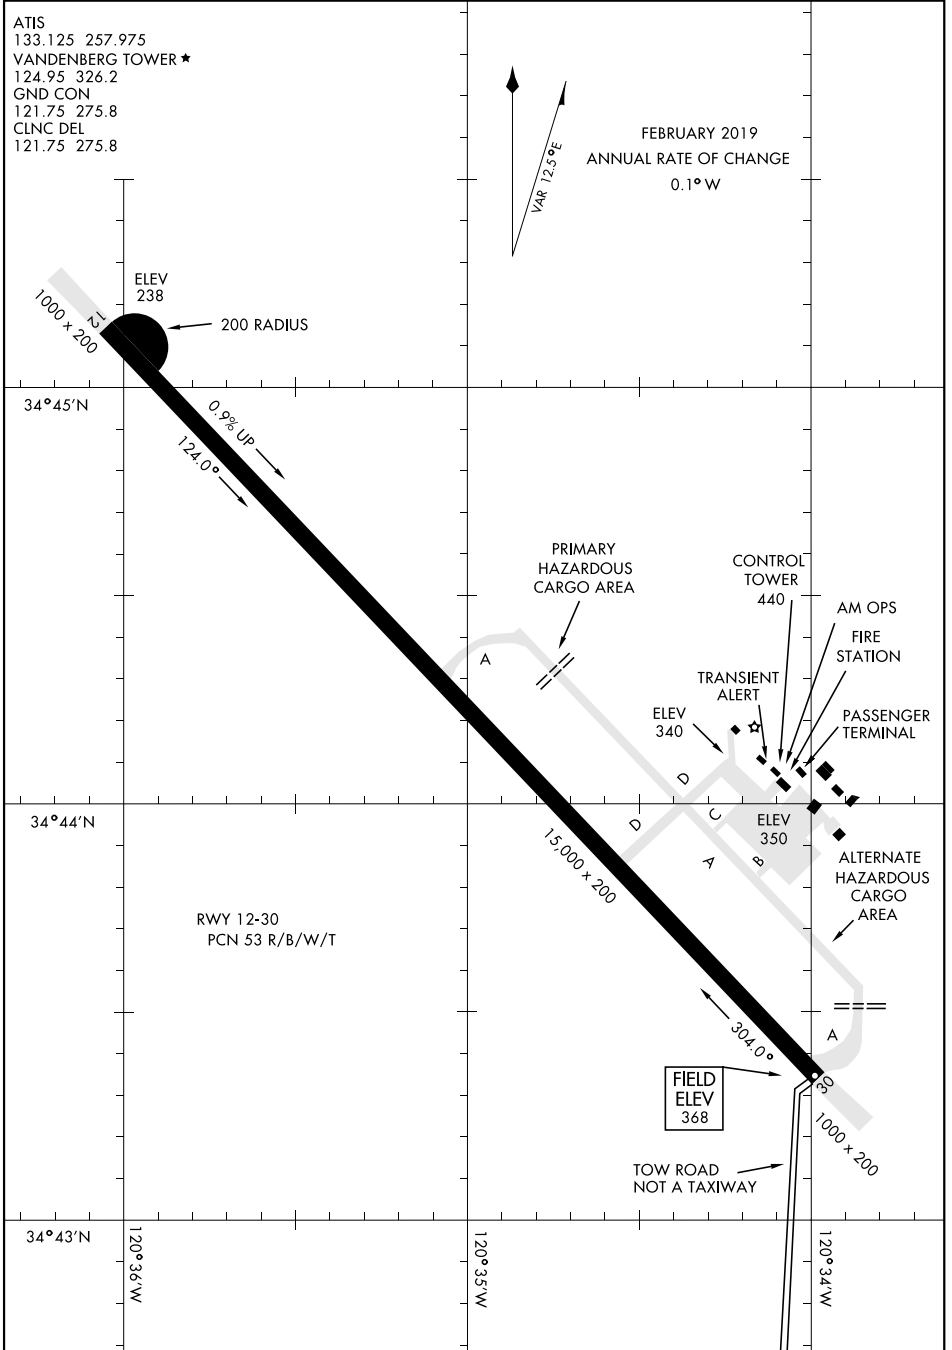 ATIS
133.125 257.975
VANDENBERG TOWER ★
124.95 326.2
GND CON
121.75 275.8
CLNC DEL
121.75 275.8
VAR 12.5°E
FEBRUARY 2019
ANNUAL RATE OF CHANGE
0.1° W
ELEV
238
200 RADIUS
12
1000 x 200
34°45'N
0.9% UP
124.0°
PRIMARY
HAZARDOUS
CARGO AREA
CONTROL
TOWER
440
AM OPS
FIRE
STATION
A
TRANSIENT
ALERT
ELEV
340
PASSENGER
TERMINAL
D
D
C
ELEV
350
34°44'N
15,000 x 200
A
B
ALTERNATE
HAZARDOUS
CARGO
AREA
RWY 12-30
PCN 53 R/B/W/T
304.0°
A
FIELD
ELEV
368
30
1000 x 200
TOW ROAD
NOT A TAXIWAY
34°43'N
120°36'W
120°35'W
120°34'W